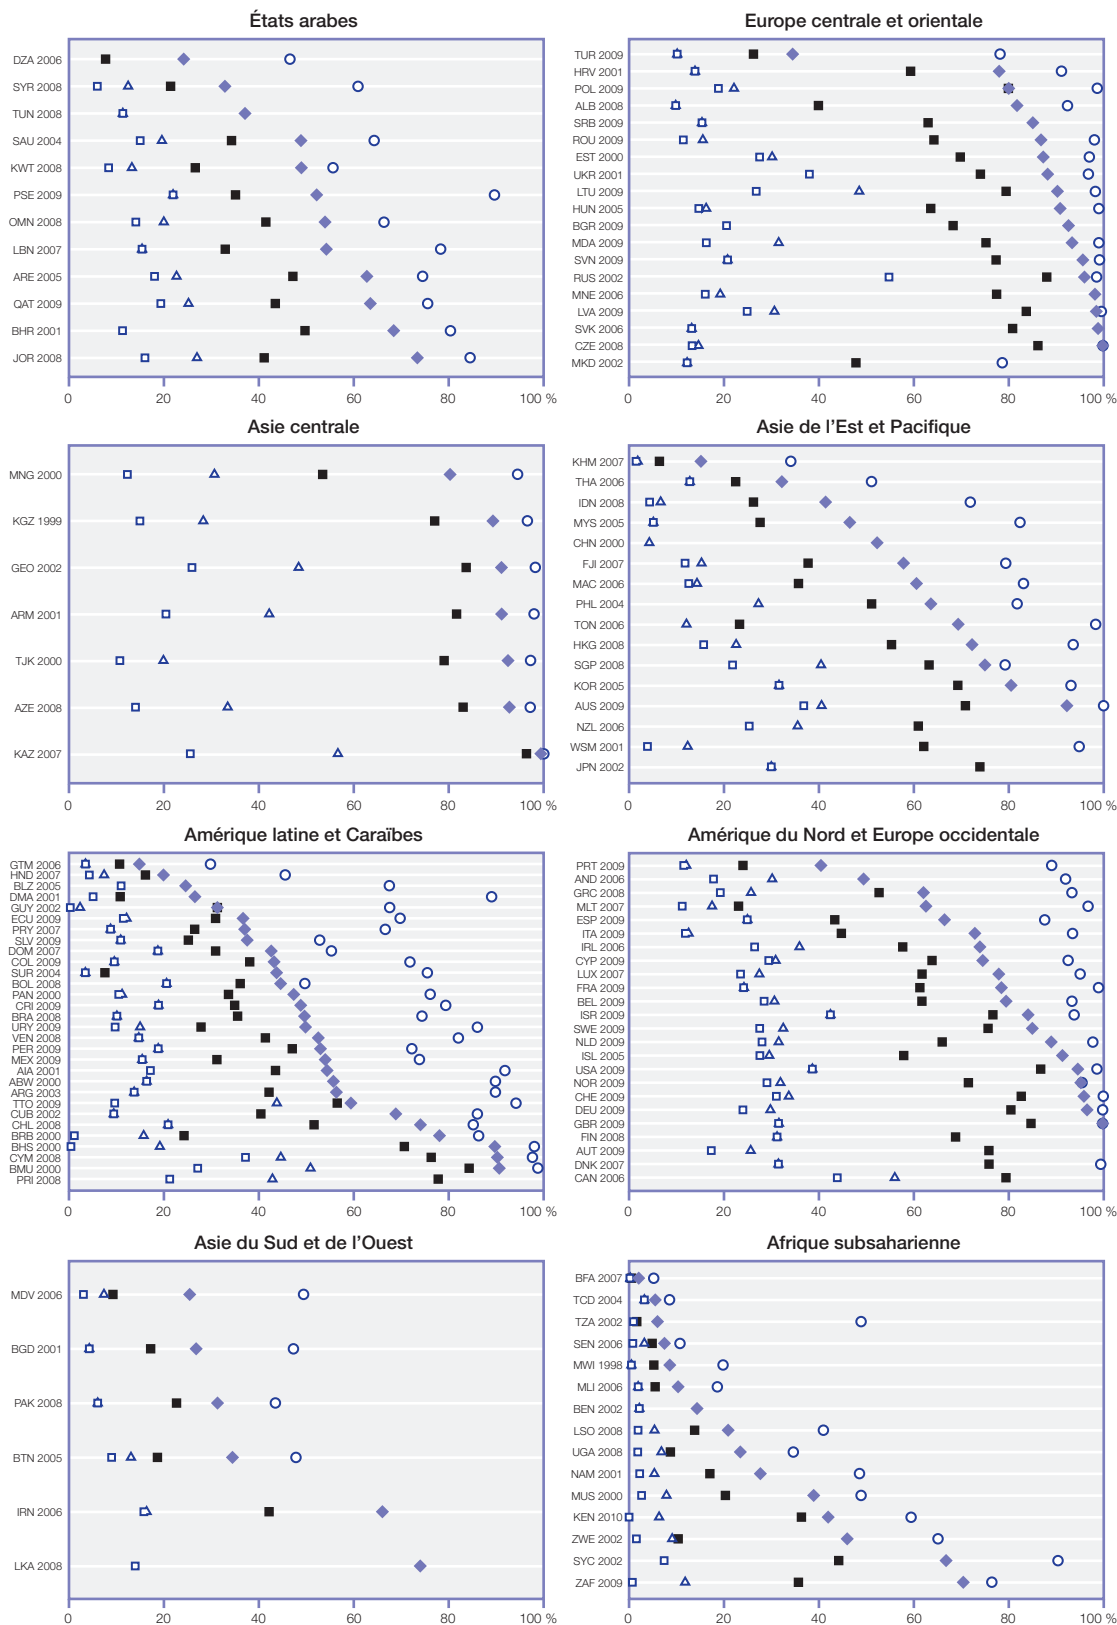 États arabes
DZA 2006
SYR 2008
TUN 2008
SAU 2004
KWT 2008
PSE 2009
OMN 2008
LBN 2007
ARE 2005
QAT 2009
BHR 2001
JOR 2008
0 20 40 60 80 100 %
Europe centrale et orientale
TUR 2009
HRV 2001
POL 2009
ALB 2008
SRB 2009
ROU 2009
EST 2000
UKR 2001
LTU 2009
HUN 2005
BGR 2009
MDA 2009
SVN 2009
RUS 2002
MNE 2006
LVA 2009
SVK 2006
CZE 2008
MKD 2002
0 20 40 60 80 100 %
Asie centrale
MNG 2000
KGZ 1999
GEO 2002
ARM 2001
TJK 2000
AZE 2008
KAZ 2007
0 20 40 60 80 100 %
Asie de l'Est et Pacifique
KHM 2007
THA 2006
IDN 2008
MYS 2005
CHN 2000
FJI 2007
MAC 2006
PHL 2004
TON 2006
HKG 2008
SGP 2008
KOR 2005
AUS 2009
NZL 2006
WSM 2001
JPN 2002
0 20 40 60 80 100 %
Amérique latine et Caraïbes
GTM 2006
HND 2007
BLZ 2005
DMA 2001
GUY 2002
ECU 2009
PRY 2007
SLV 2009
DOM 2007
COL 2009
SUR 2004
BOL 2008
PAN 2000
CRI 2009
BRA 2008
URY 2009
VEN 2008
PER 2009
MEX 2009
AIA 2001
ABW 2000
ARG 2003
TTO 2009
CUB 2002
CHL 2008
BRB 2000
BHS 2000
CYM 2008
BMU 2000
PRI 2008
0 20 40 60 80 100 %
Amérique du Nord et Europe occidentale
PRT 2009
AND 2006
GRC 2008
MLT 2007
ESP 2009
ITA 2009
IRL 2006
CYP 2009
LUX 2007
FRA 2009
BEL 2009
ISR 2009
SWE 2009
NLD 2009
ISL 2005
USA 2009
NOR 2009
CHE 2009
DEU 2009
GBR 2009
FIN 2008
AUT 2009
DNK 2007
CAN 2006
0 20 40 60 80 100 %
Asie du Sud et de l'Ouest
MDV 2006
BGD 2001
PAK 2008
BTN 2005
IRN 2006
LKA 2008
0 20 40 60 80 100 %
Afrique subsaharienne
BFA 2007
TCD 2004
TZA 2002
SEN 2006
MWI 1998
MLI 2006
BEN 2002
LSO 2008
UGA 2008
NAM 2001
MUS 2000
KEN 2010
ZWE 2002
SYC 2002
ZAF 2009
0 20 40 60 80 100 %